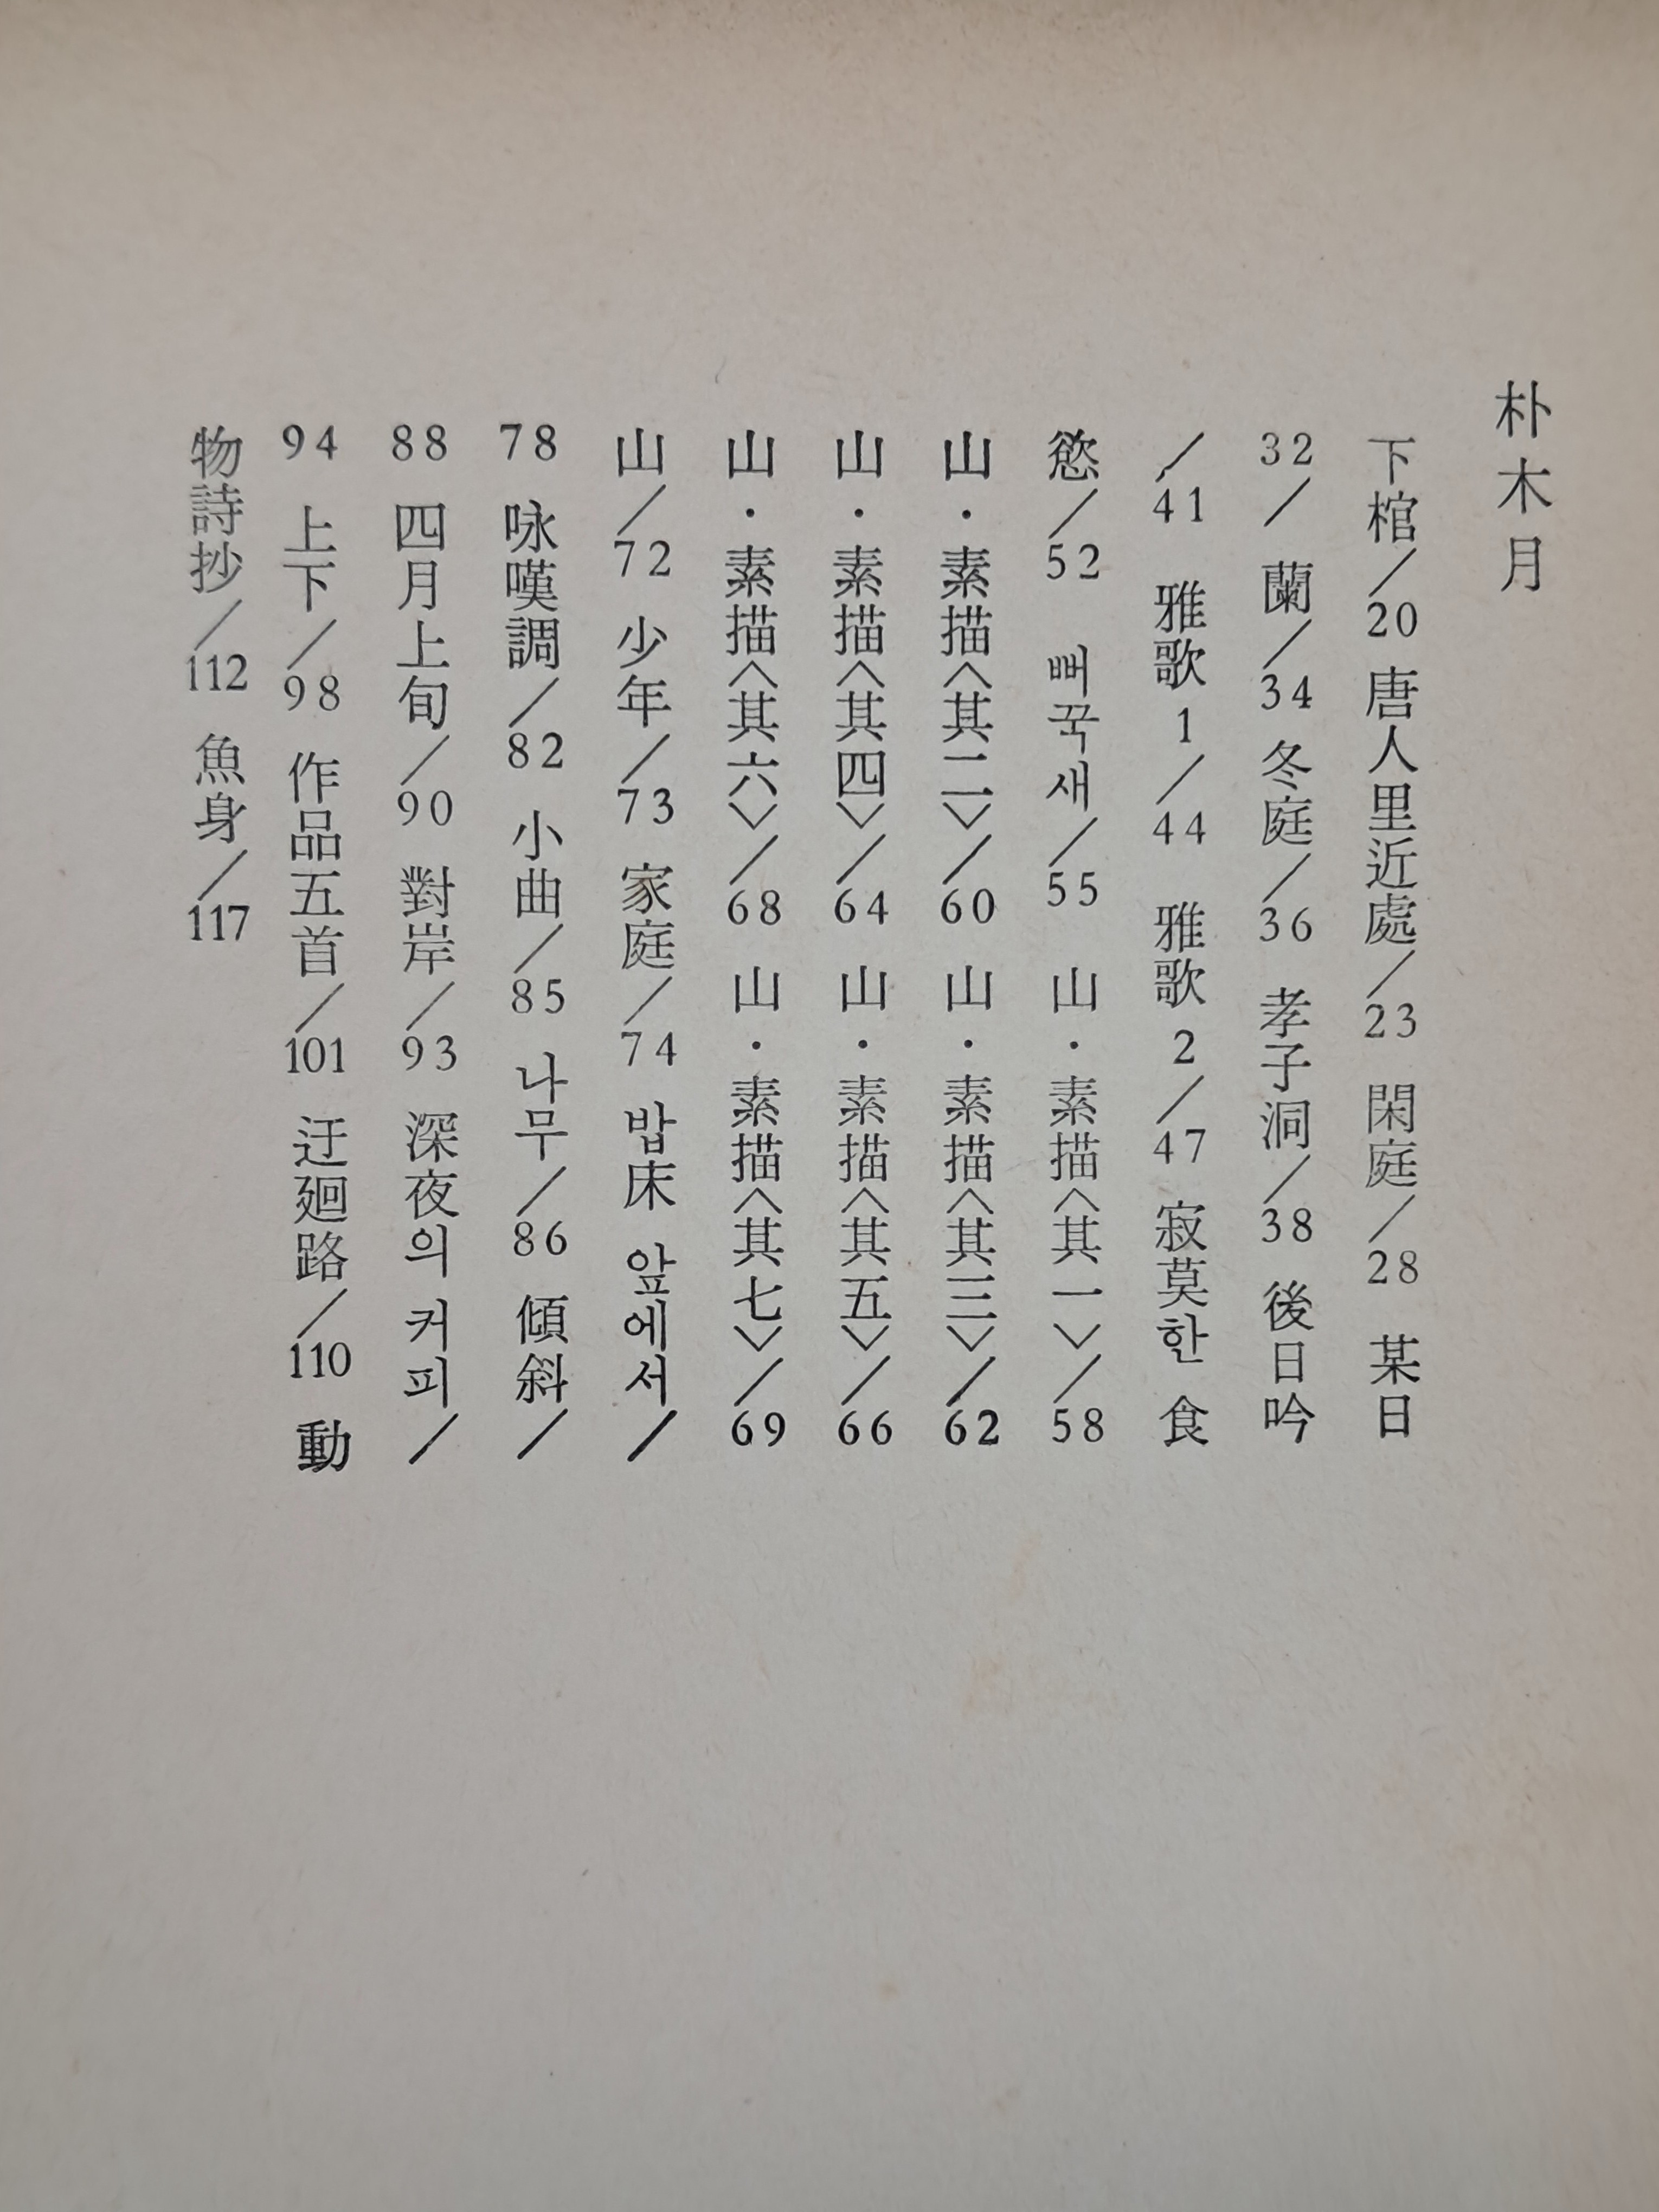 朴木月
下棺／20 唐人里近處／23 閑庭／28 某日
32／ 蘭／34 冬庭／36 孝子洞／38 後日吟
／41 雅歌 1／44 雅歌 2／47 寂莫한 食
慾／52 뻐꾹새／55 山・素描〈其一〉／58
山・素描〈其二〉／60 山・素描〈其三〉／62
山・素描〈其四〉／64 山・素描〈其五〉／66
山・素描〈其六〉／68 山・素描〈其七〉／69
山／72 少年／73 家庭／74 밥床 앞에서／
78 咏嘆調／82 小曲／85 나무／86 傾斜／
88 四月上旬／90 對岸／93 深夜의 커피／
94 上下／98 作品五首／101 迂廻路／110 動
物詩抄／112 魚身／117